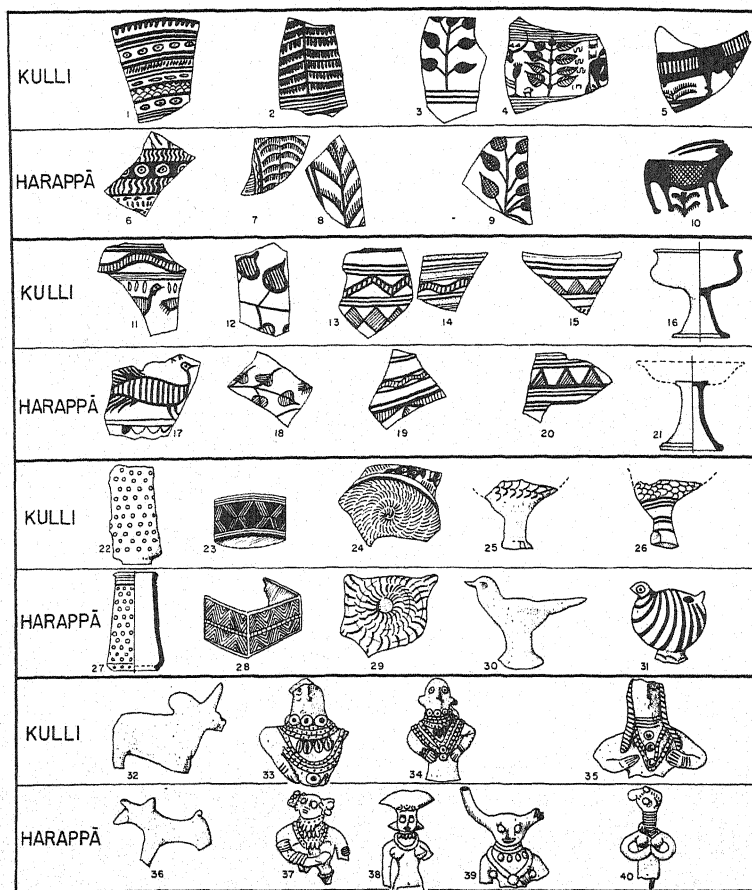 KULLI
1 2 3 4 5
HARAPPĀ
6 7 8 9 10
KULLI
11 12 13 14 15 16
HARAPPĀ
17 18 19 20 21
KULLI
22 23 24 25 26
HARAPPĀ
27 28 29 30 31
KULLI
32 33 34 35
HARAPPĀ
36 37 38 39 40